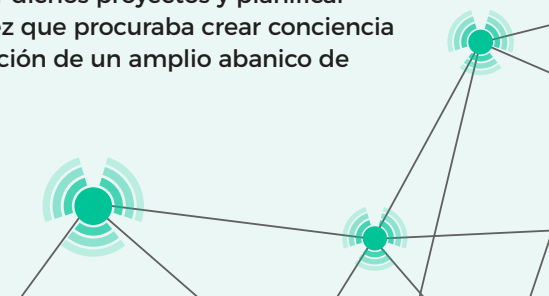 dichos proyectos y planificar
ez que procuraba crear conciencia
ción de un amplio abanico de